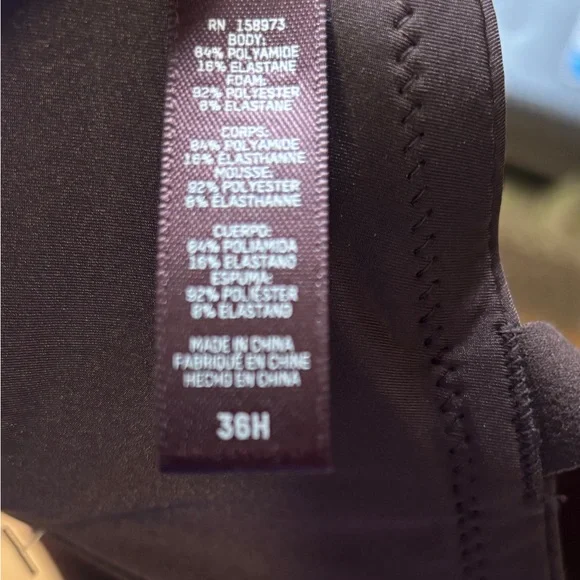 RN 158973
BODY:
84% POLYAMIDE
16% ELASTANE
FOAM:
92% POLYESTER
8% ELASTANE
CORPS:
84% POLYAMIDE
16% ELASTHANNE
MOUSSE:
92% POLYESTER
8% ELASTHANNE
CUERPO:
84% POLIAMIDA
16% ELASTANO
ESPUMA:
92% POLIÉSTER
8% ELASTANO
MADE IN CHINA
FABRIQUÉ EN CHINE
HECHO EN CHINA
36H